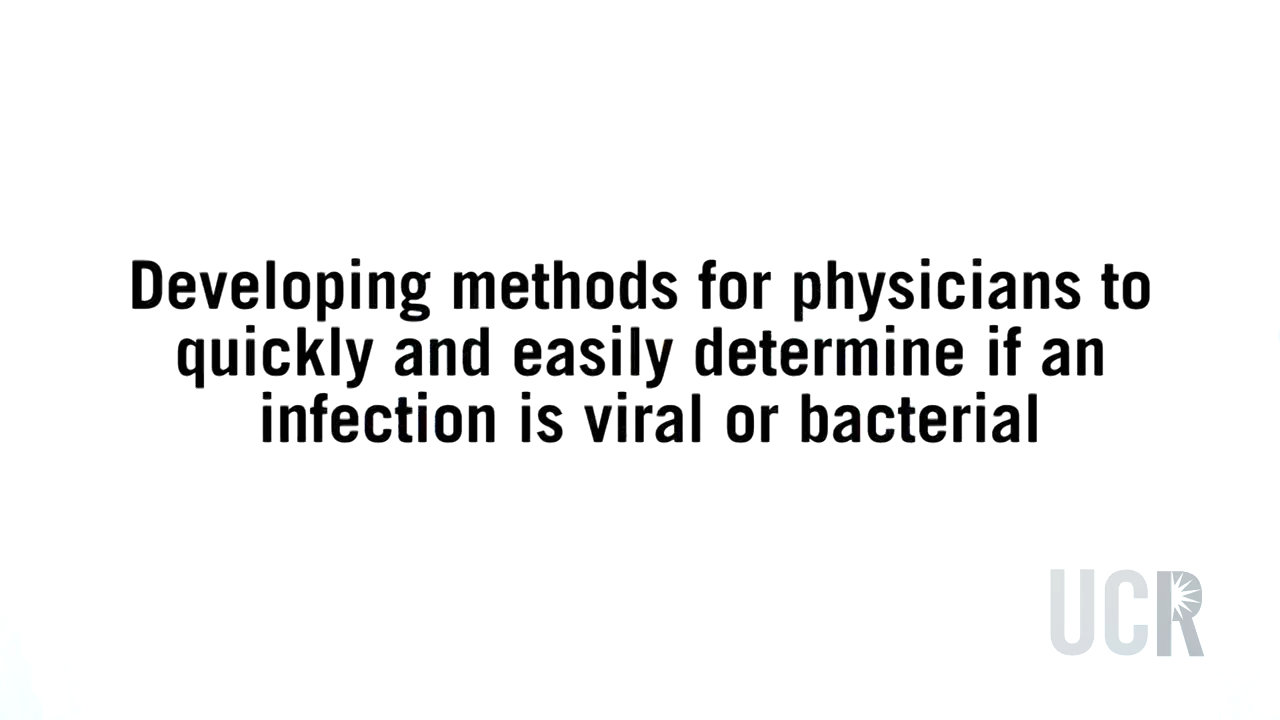 Developing methods for physicians to
quickly and easily determine if an
infection is viral or bacterial
UCR